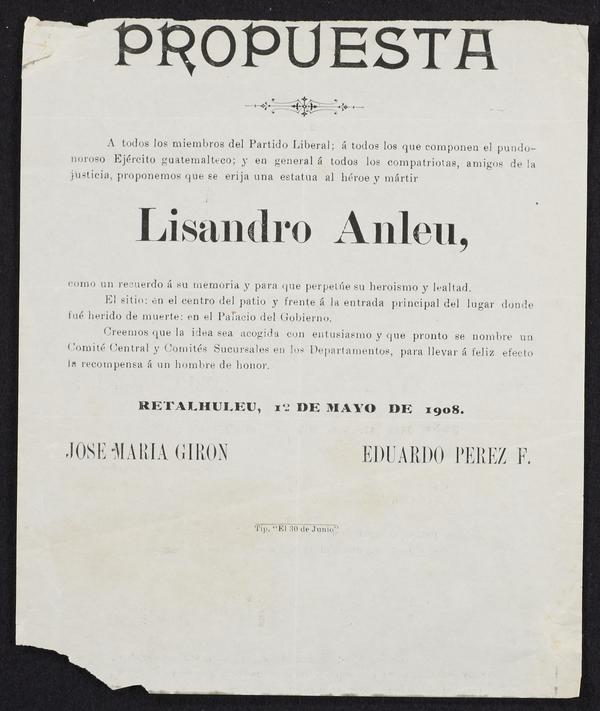 PROPUESTA
A todos los miembros del Partido Liberal; á todos los que componen el pundo-
noroso Ejército guatemalteco; y en general á todos los compatriotas, amigos de la
justicia, proponemos que se erija una estatua al héroe y mártir
Lisandro Anleu,
como un recuerdo á su memoria y para que perpetúe su heroismo y lealtad.
El sitio: en el centro del patio y frente á la entrada principal del lugar donde
fué herido de muerte: en el Palacio del Gobierno.
Creemos que la idea sea acogida con entusiasmo y que pronto se nombre un
Comité Central y Comités Sucursales en los Departamentos, para llevar á feliz efecto
la recompensa á un hombre de honor.
RETALHULEU, 1º DE MAYO DE 1908.
JOSE MARIA GIRON
EDUARDO PEREZ F.
Tip. "El 30 de Junio"